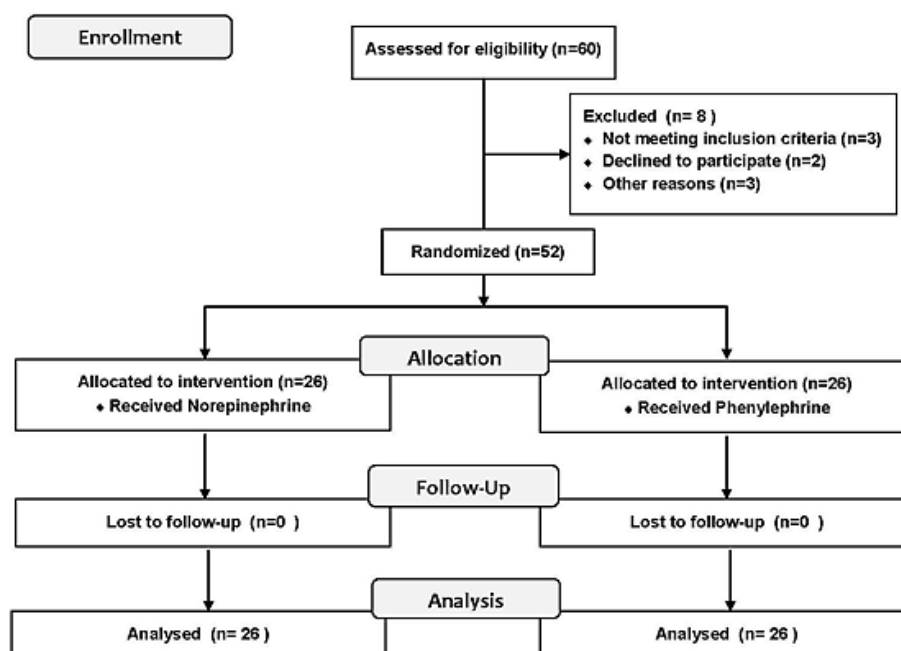 Enrollment
Assessed for eligibility (n=60)
Excluded (n= 8 )
◆ Not meeting inclusion criteria (n=3)
◆ Declined to participate (n=2)
◆ Other reasons (n=3)
Randomized (n=52)
Allocation
Allocated to intervention (n=26)
◆ Received Norepinephrine
Allocated to intervention (n=26)
◆ Received Phenylephrine
Follow-Up
Lost to follow-up (n=0 )
Lost to follow-up (n=0 )
Analysis
Analysed (n= 26 )
Analysed (n= 26 )